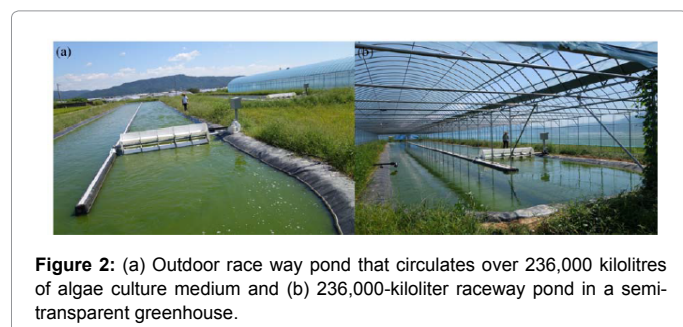 (a)
(b)
Figure 2: (a) Outdoor race way pond that circulates over 236,000 kilolitres
of algae culture medium and (b) 236,000-kiloliter raceway pond in a semi-
transparent greenhouse.